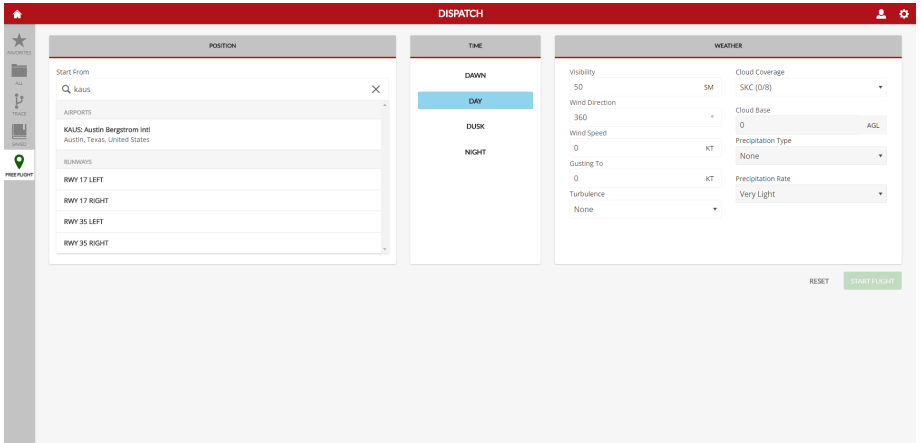 DISPATCH
FAVORITES
ALL
TRACE
SAVED
FREE FLIGHT
POSITION
Start From
kaus
AIRPORTS
KAUS: Austin Bergstrom Intl
Austin, Texas, United States
RUNWAYS
RWY 17 LEFT
RWY 17 RIGHT
RWY 35 LEFT
RWY 35 RIGHT
TIME
DAWN
DAY
DUSK
NIGHT
WEATHER
Visibility
50 SM
Wind Direction
360 °
Wind Speed
0 KT
Gusting To
0 KT
Turbulence
None
Cloud Coverage
SKC (0/8)
Cloud Base
0 AGL
Precipitation Type
None
Precipitation Rate
Very Light
RESET
START FLIGHT